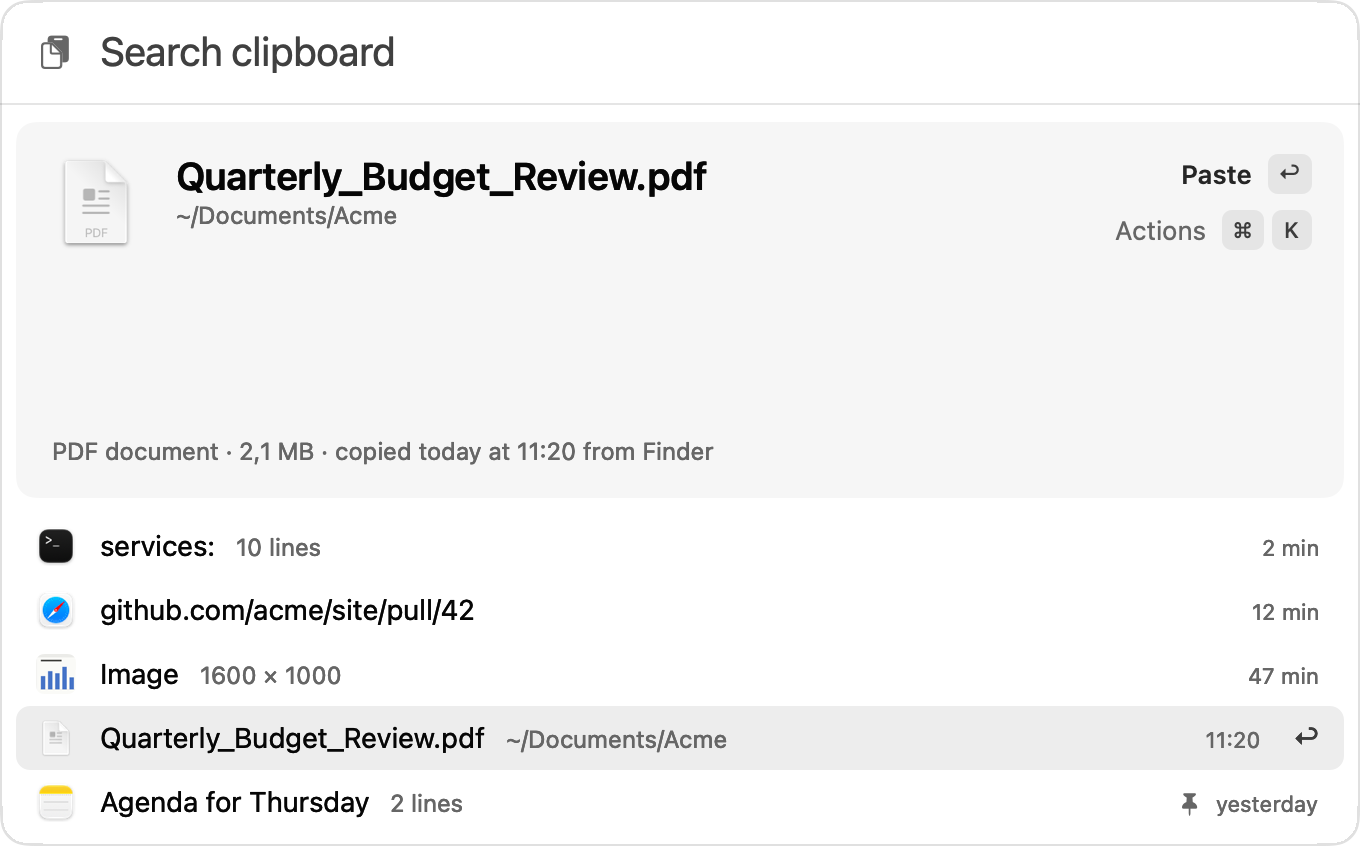 Search clipboard
Quarterly_Budget_Review.pdf
Paste ↩
~/Documents/Acme
Actions ⌘ K
PDF
PDF document · 2,1 MB · copied today at 11:20 from Finder
services: 10 lines 2 min
github.com/acme/site/pull/42 12 min
Image 1600 × 1000 47 min
Quarterly_Budget_Review.pdf ~/Documents/Acme 11:20 ↩
Agenda for Thursday 2 lines yesterday